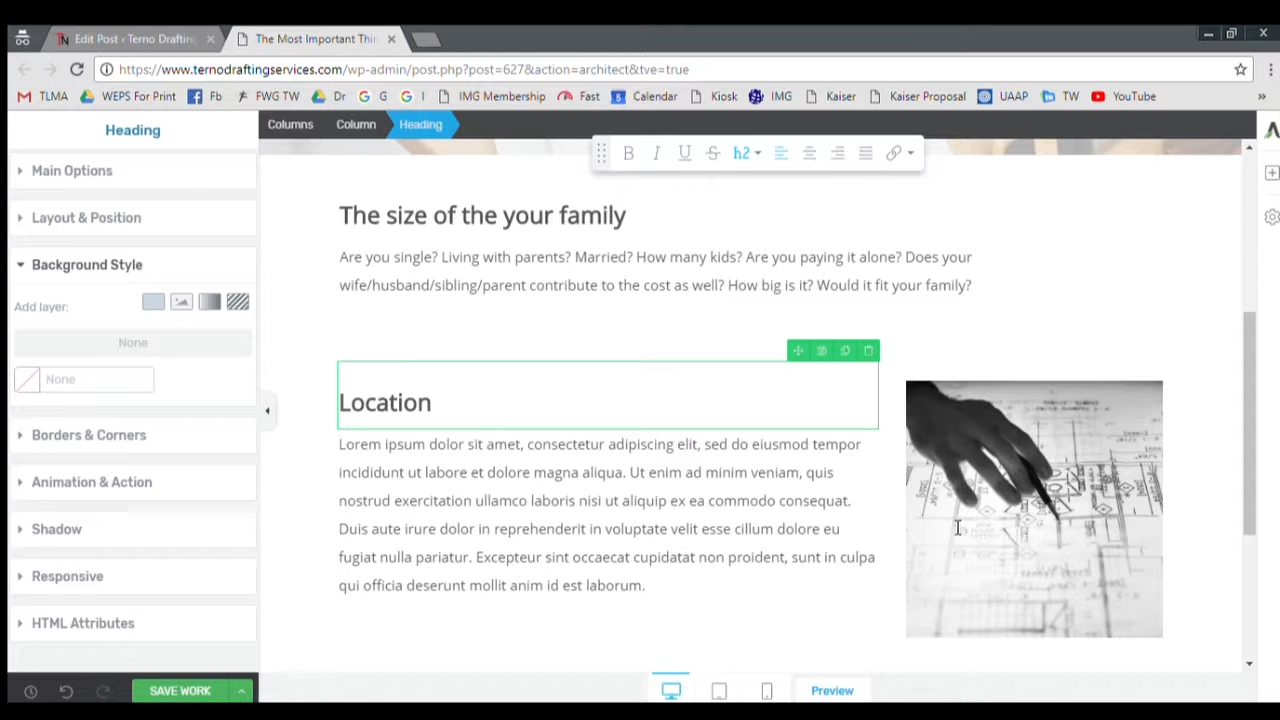 Edit Post ‹ Terno Drafting
The Most Important Thin
https://www.ternodraftingservices.com/wp-admin/post.php?post=627&action=architect&tve=true
TLMA WEPS For Print Fb FWG TW Dr G I IMG Membership Fast Calendar Kiosk IMG Kaiser Kaiser Proposal UAAP TW YouTube »
Heading
Columns Column Heading
B I U S h2
Main Options
Layout & Position
Background Style
Add layer:
None
None
Borders & Corners
Animation & Action
Shadow
Responsive
HTML Attributes
SAVE WORK
The size of the your family
Are you single? Living with parents? Married? How many kids? Are you paying it alone? Does your
wife/husband/sibling/parent contribute to the cost as well? How big is it? Would it fit your family?
Location
Lorem ipsum dolor sit amet, consectetur adipiscing elit, sed do eiusmod tempor
incididunt ut labore et dolore magna aliqua. Ut enim ad minim veniam, quis
nostrud exercitation ullamco laboris nisi ut aliquip ex ea commodo consequat.
Duis aute irure dolor in reprehenderit in voluptate velit esse cillum dolore eu
fugiat nulla pariatur. Excepteur sint occaecat cupidatat non proident, sunt in culpa
qui officia deserunt mollit anim id est laborum.
Preview